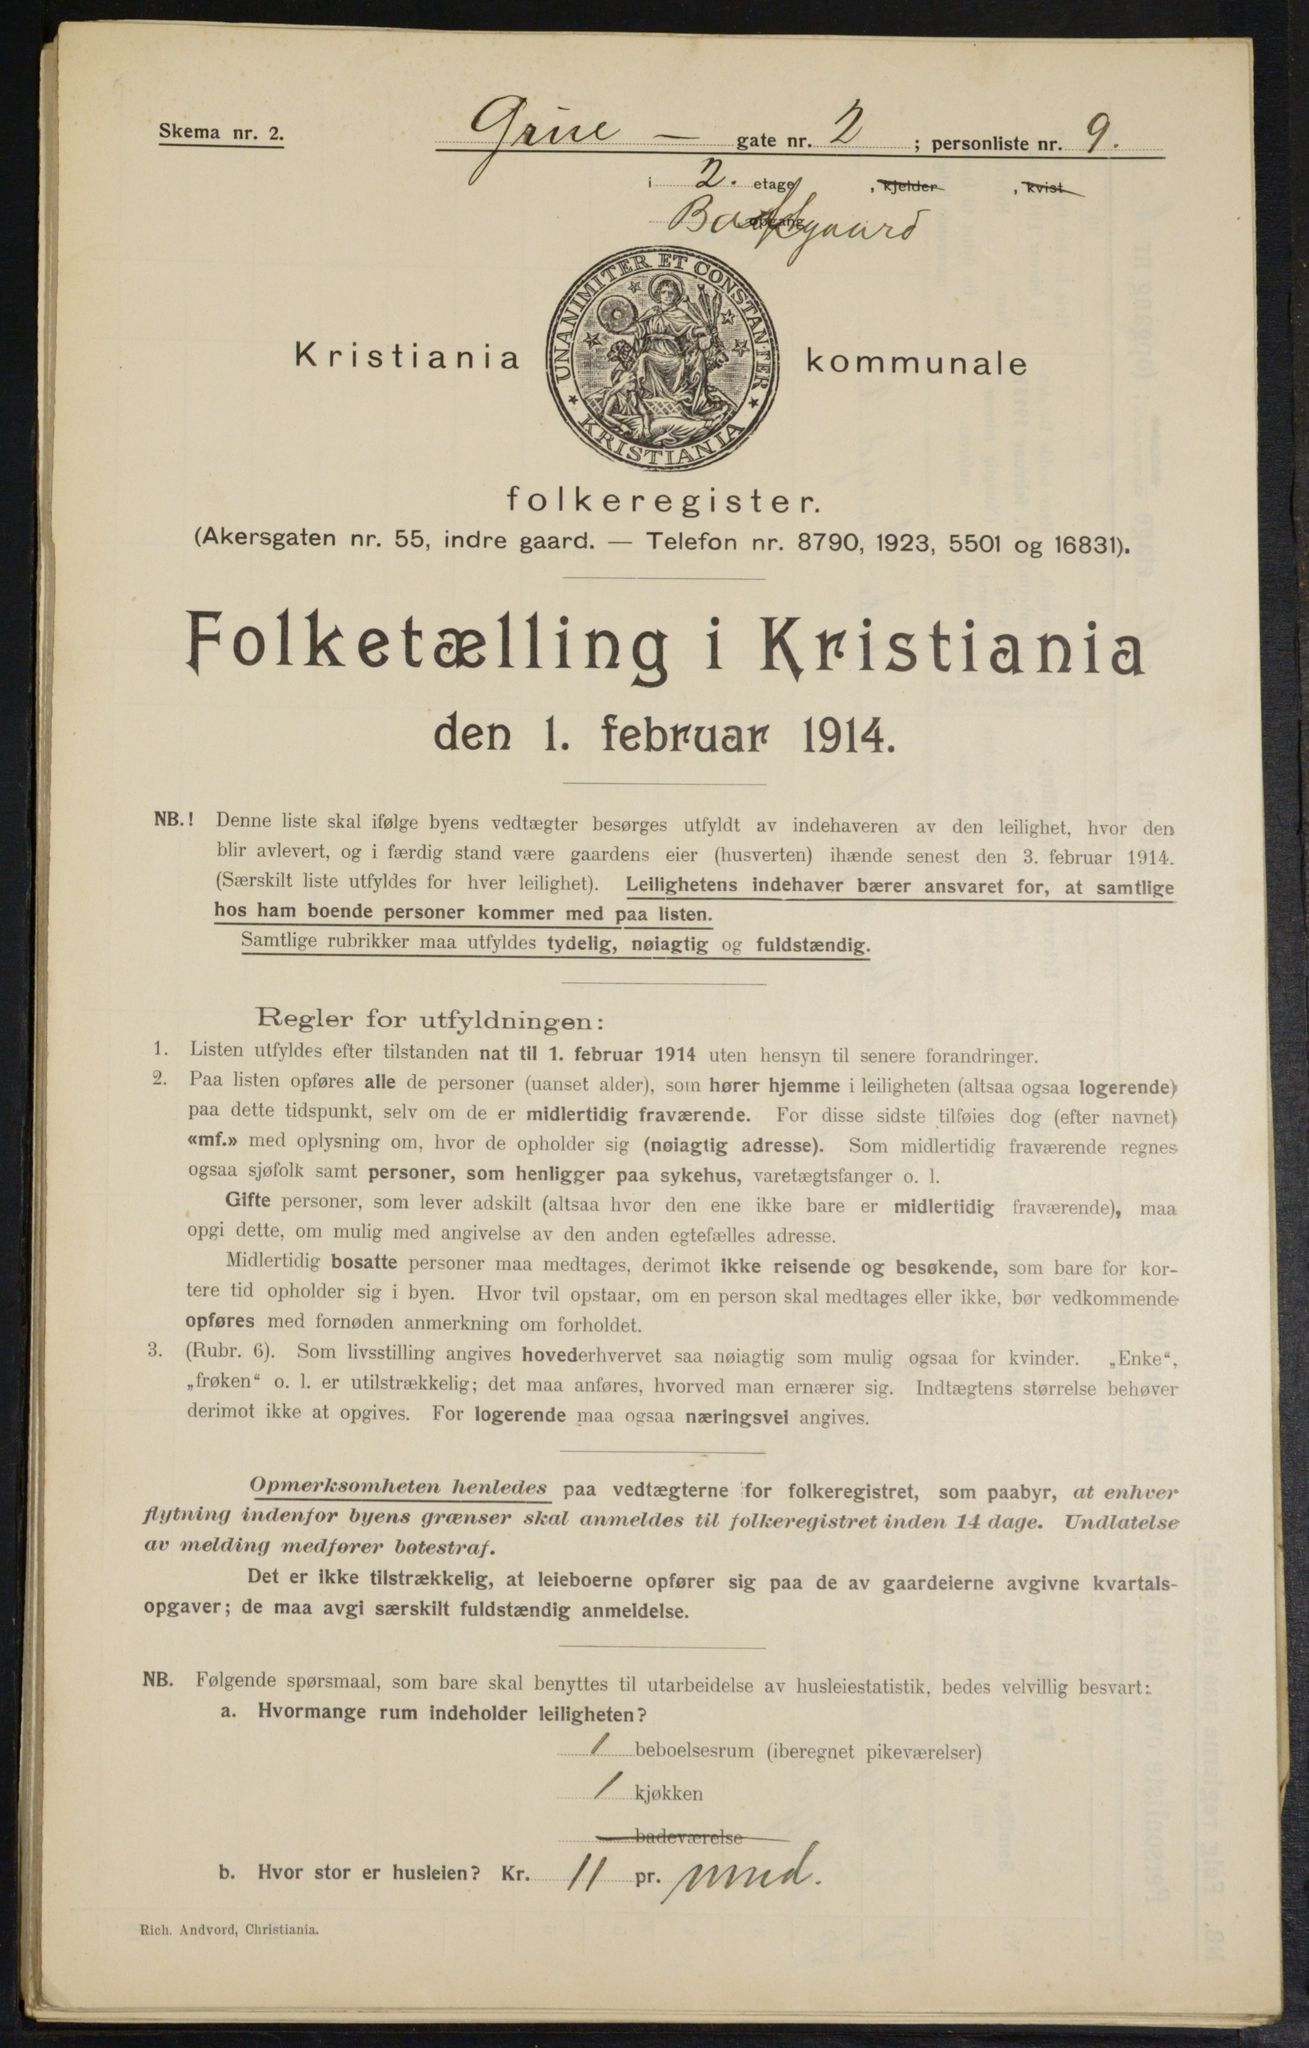 Skema nr. 2.
Grüe — gate nr. 2 ; personliste nr. 9.
i 2. etage , kjelder , kvist
opgang Bakgaard
UNANIMITER ET CONSTANTER * KRISTIANIA *
Kristiania kommunale
folkeregister.
(Akersgaten nr. 55, indre gaard. — Telefon nr. 8790, 1923, 5501 og 16831).
Folketælling i Kristiania
den 1. februar 1914.
NB.! Denne liste skal ifølge byens vedtægter besørges utfyldt av indehaveren av den leilighet, hvor den
blir avlevert, og i færdig stand være gaardens eier (husverten) ihænde senest den 3. februar 1914.
(Særskilt liste utfyldes for hver leilighet). Leilighetens indehaver bærer ansvaret for, at samtlige
hos ham boende personer kommer med paa listen.
Samtlige rubrikker maa utfyldes tydelig, nøiagtig og fuldstændig.
Regler for utfyldningen:
1. Listen utfyldes efter tilstanden nat til 1. februar 1914 uten hensyn til senere forandringer.
2. Paa listen opføres alle de personer (uanset alder), som hører hjemme i leiligheten (altsaa ogsaa logerende)
paa dette tidspunkt, selv om de er midlertidig fraværende. For disse sidste tilføies dog (efter navnet)
«mf.» med oplysning om, hvor de opholder sig (nøiagtig adresse). Som midlertidig fraværende regnes
ogsaa sjøfolk samt personer, som henligger paa sykehus, varetægtsfanger o. l.
Gifte personer, som lever adskilt (altsaa hvor den ene ikke bare er midlertidig fraværende), maa
opgi dette, om mulig med angivelse av den anden egtefælles adresse.
Midlertidig bosatte personer maa medtages, derimot ikke reisende og besøkende, som bare for kor-
tere tid opholder sig i byen. Hvor tvil opstaar, om en person skal medtages eller ikke, bør vedkommende
opføres med fornøden anmerkning om forholdet.
3. (Rubr. 6). Som livsstilling angives hovederhvervet saa nøiagtig som mulig ogsaa for kvinder. „Enke“,
„frøken“ o. l. er utilstrækkelig; det maa anføres, hvorved man ernærer sig. Indtægtens størrelse behøver
derimot ikke at opgives. For logerende maa ogsaa næringsvei angives.
Opmerksomheten henledes paa vedtægterne for folkeregistret, som paabyr, at enhver
flytning indenfor byens grænser skal anmeldes til folkeregistret inden 14 dage. Undlatelse
av melding medfører bøtestraf.
Det er ikke tilstrækkelig, at leieboerne opfører sig paa de av gaardeierne avgivne kvartals-
opgaver; de maa avgi særskilt fuldstændig anmeldelse.
NB. Følgende spørsmaal, som bare skal benyttes til utarbeidelse av husleiestatistik, bedes velvillig besvart:
a. Hvormange rum indeholder leiligheten?
1 beboelsesrum (iberegnet pikeværelser)
1 kjøkken
badeværelse
b. Hvor stor er husleien? Kr. 11 pr. mnd.
Rich. Andvord, Christiania.